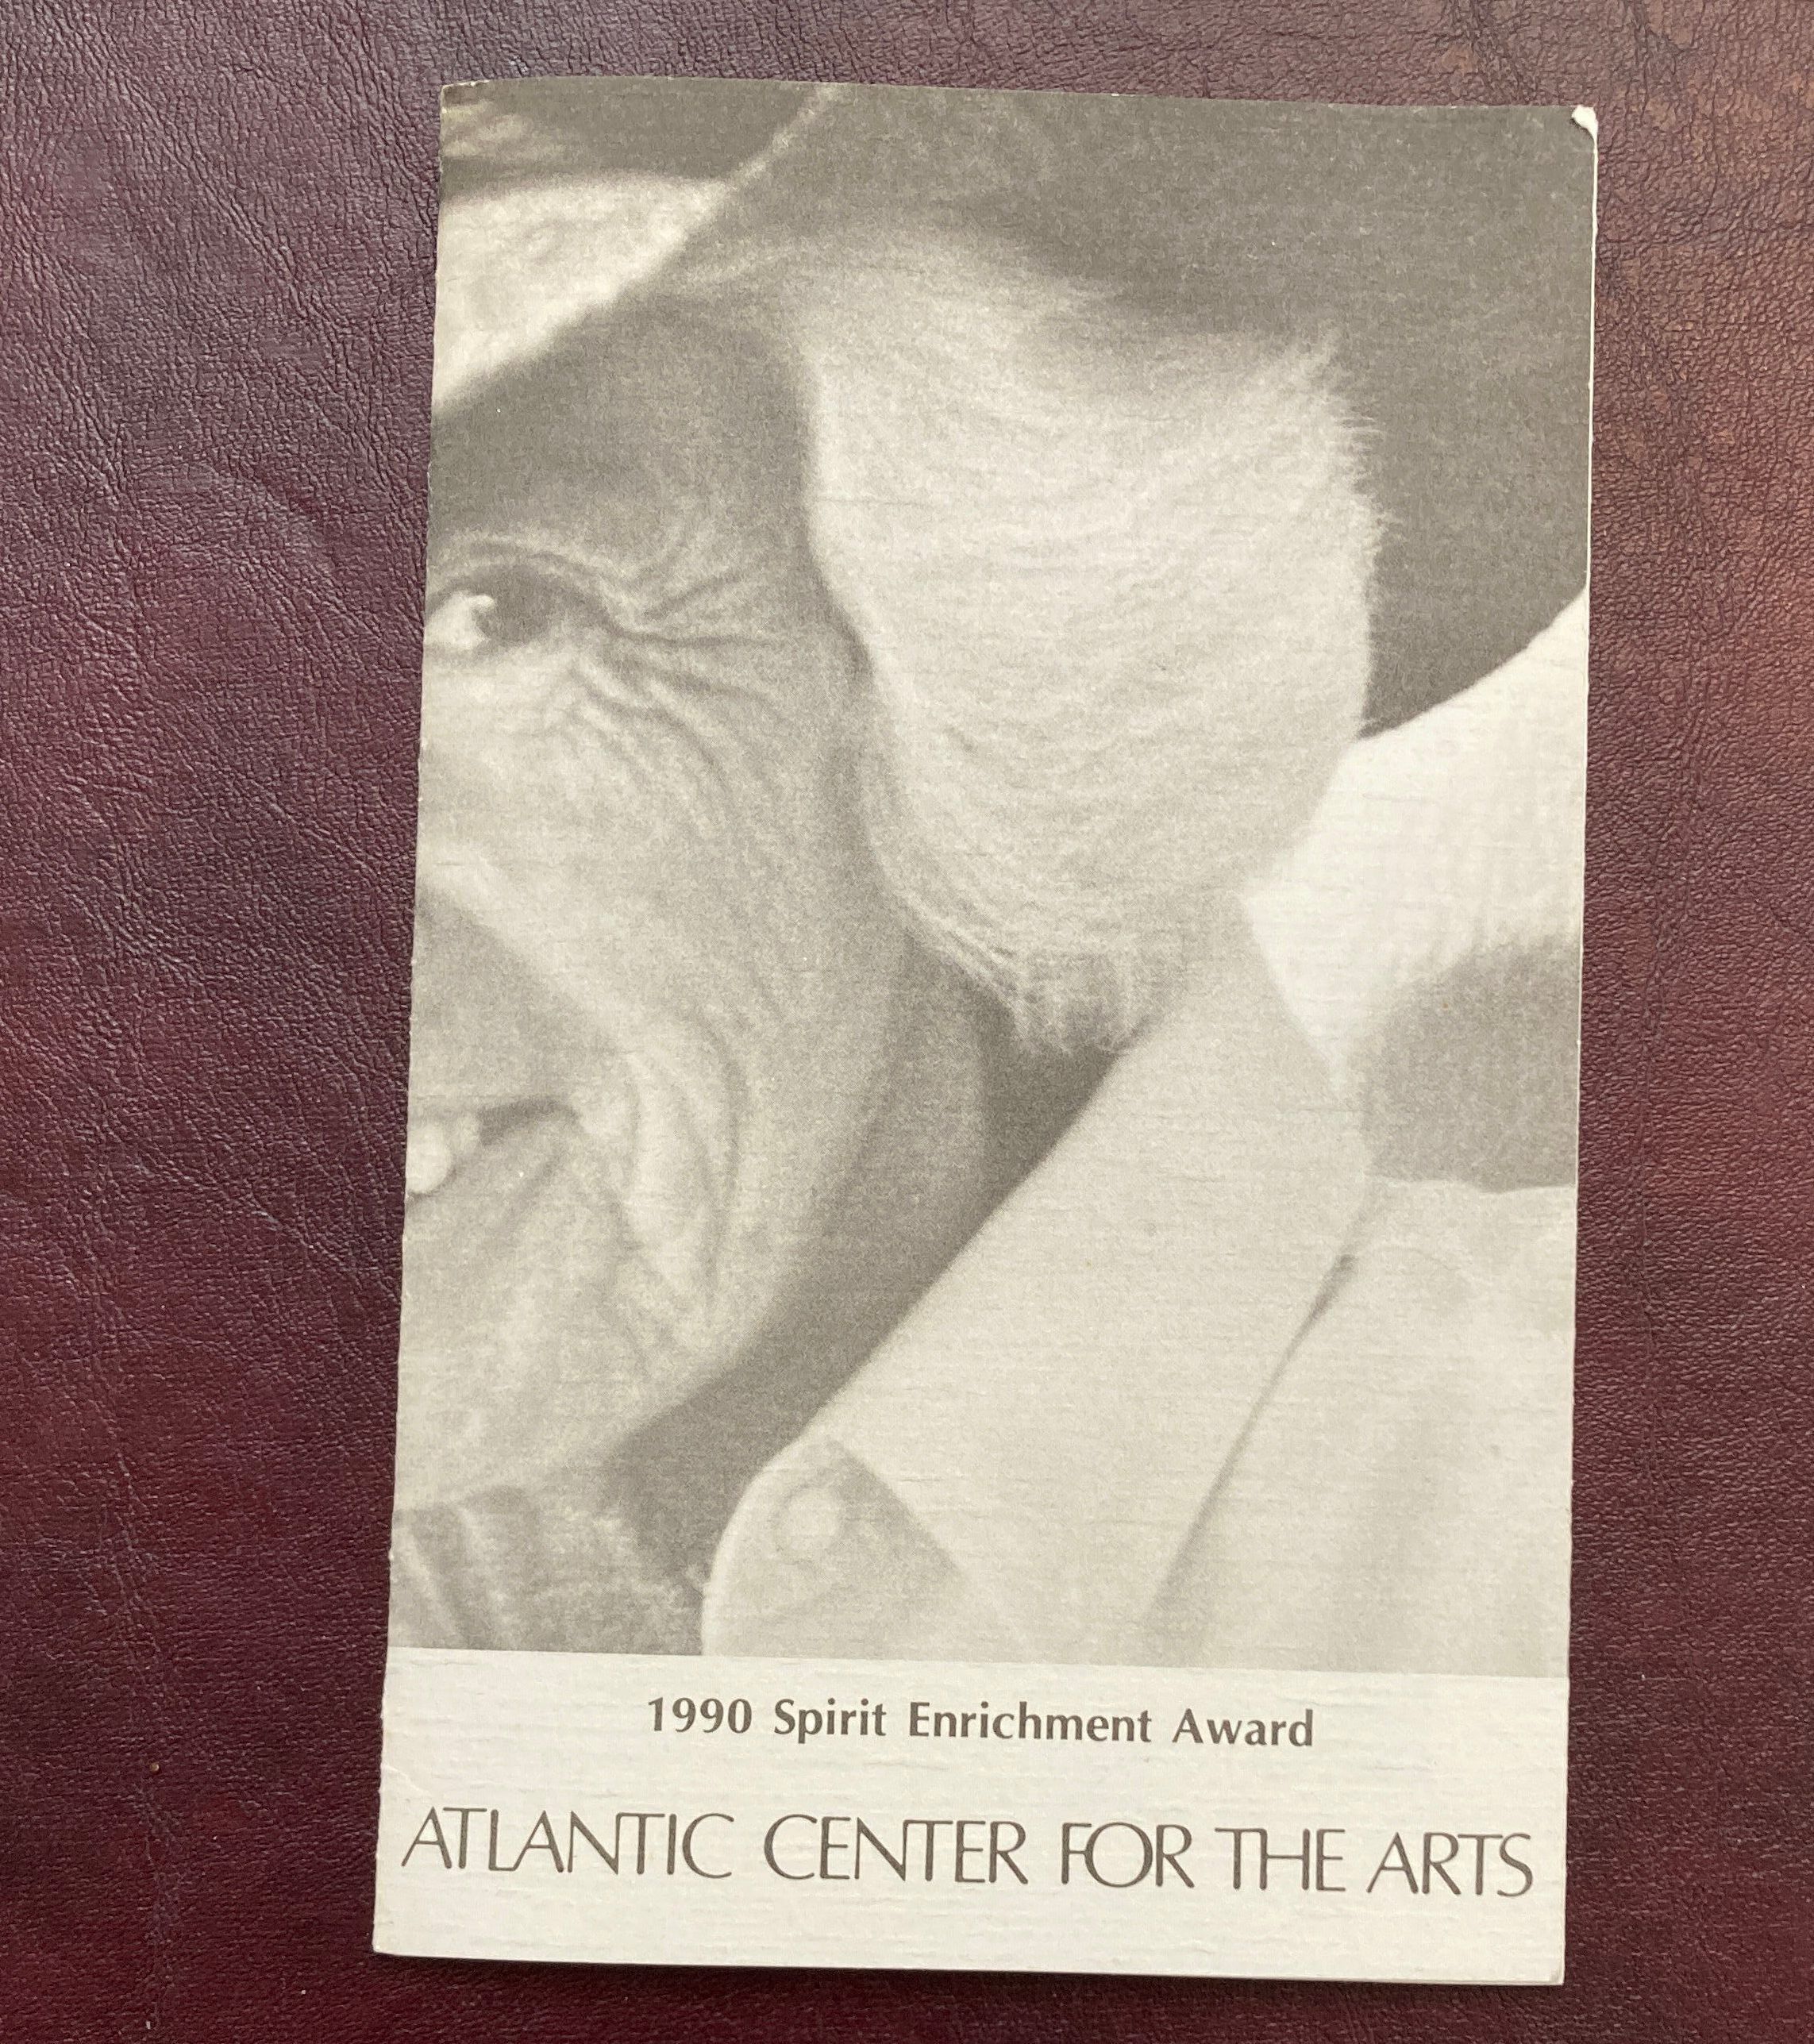 1990 Spirit Enrichment Award
ATLANTIC CENTER FOR THE ARTS